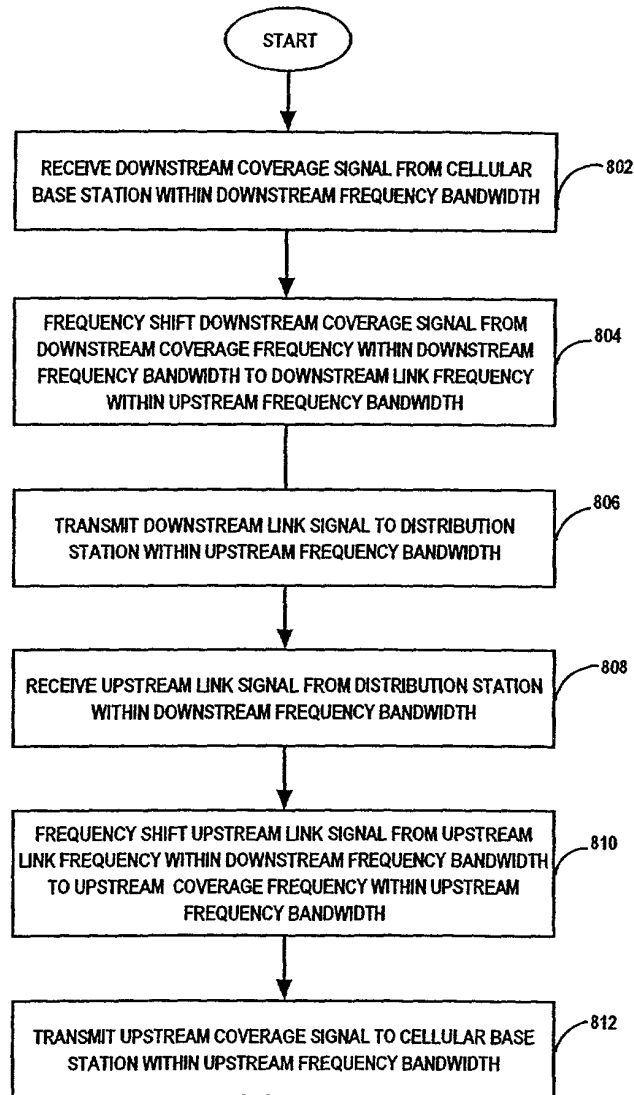 START
RECEIVE DOWNSTREAM COVERAGE SIGNAL FROM CELLULAR
BASE STATION WITHIN DOWNSTREAM FREQUENCY BANDWIDTH
802
FREQUENCY SHIFT DOWNSTREAM COVERAGE SIGNAL FROM
DOWNSTREAM COVERAGE FREQUENCY WITHIN DOWNSTREAM
FREQUENCY BANDWIDTH TO DOWNSTREAM LINK FREQUENCY
WITHIN UPSTREAM FREQUENCY BANDWIDTH
804
TRANSMIT DOWNSTREAM LINK SIGNAL TO DISTRIBUTION
STATION WITHIN UPSTREAM FREQUENCY BANDWIDTH
806
RECEIVE UPSTREAM LINK SIGNAL FROM DISTRIBUTION STATION
WITHIN DOWNSTREAM FREQUENCY BANDWIDTH
808
FREQUENCY SHIFT UPSTREAM LINK SIGNAL FROM UPSTREAM
LINK FREQUENCY WITHIN DOWNSTREAM FREQUENCY BANDWIDTH
TO UPSTREAM COVERAGE FREQUENCY WITHIN UPSTREAM
FREQUENCY BANDWIDTH
810
TRANSMIT UPSTREAM COVERAGE SIGNAL TO CELLULAR BASE
STATION WITHIN UPSTREAM FREQUENCY BANDWIDTH
812